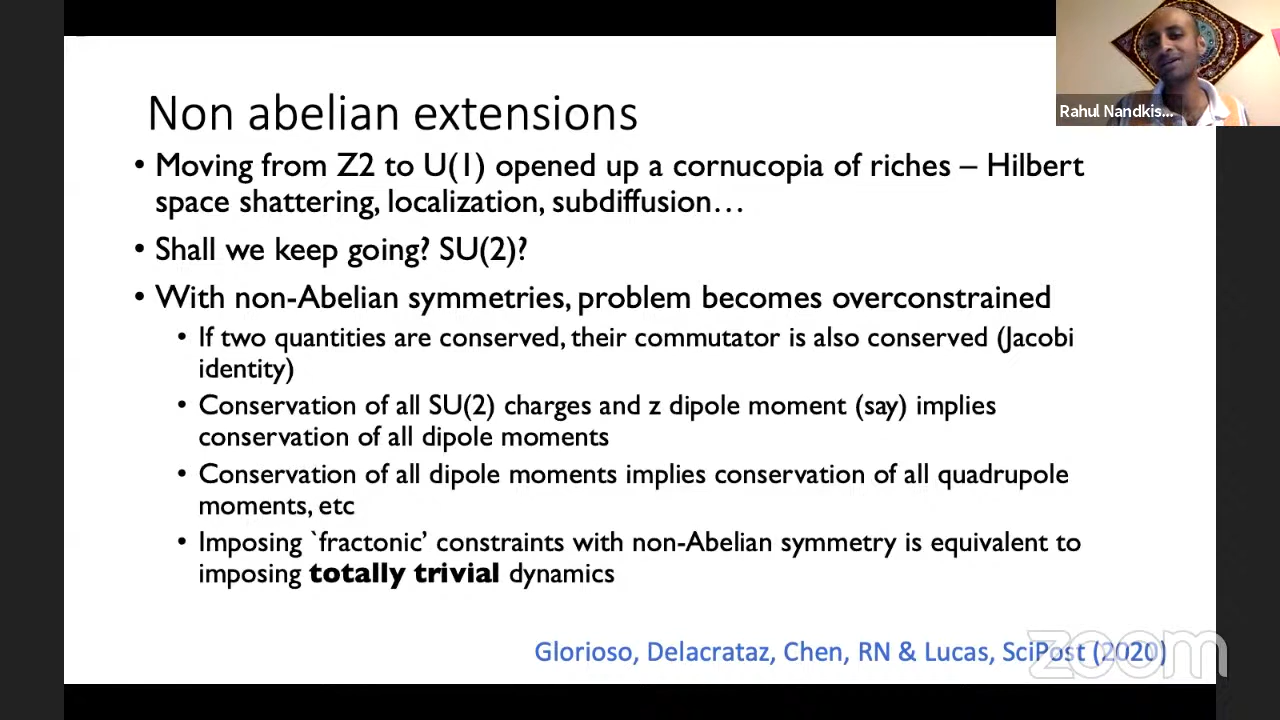 Rahul Nandkis...
Non abelian extensions
• Moving from Z2 to U(1) opened up a cornucopia of riches – Hilbert
space shattering, localization, subdiffusion…
• Shall we keep going? SU(2)?
• With non-Abelian symmetries, problem becomes overconstrained
• If two quantities are conserved, their commutator is also conserved (Jacobi
identity)
• Conservation of all SU(2) charges and z dipole moment (say) implies
conservation of all dipole moments
• Conservation of all dipole moments implies conservation of all quadrupole
moments, etc
• Imposing `fractonic’ constraints with non-Abelian symmetry is equivalent to
imposing totally trivial dynamics
Glorioso, Delacrataz, Chen, RN & Lucas, SciPost (2020)
zoom